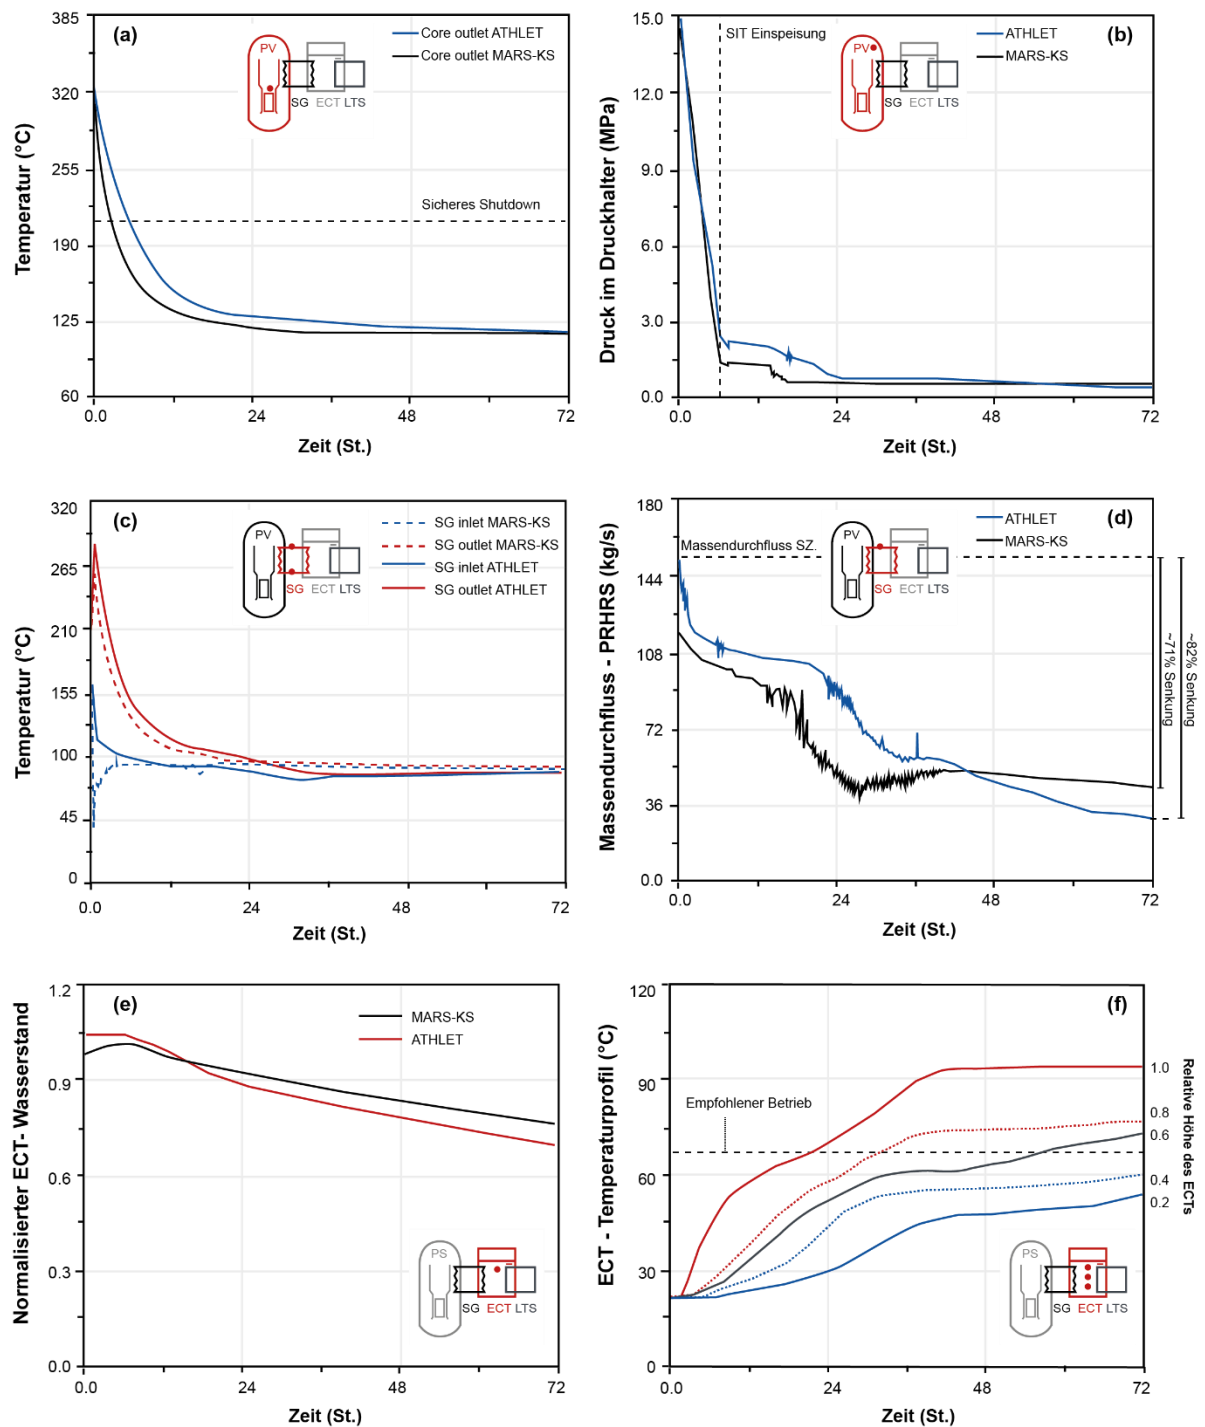 (a)
Core outlet ATHLET
Core outlet MARS-KS
PV
SG ECT LTS
Sicheres Shutdown
Temperatur (°C)
385
320
255
190
125
60
0.0 24 48 72
Zeit (St.)
(b)
SIT Einspeisung
ATHLET
MARS-KS
PV
SG ECT LTS
Druck im Druckhalter (MPa)
15.0
12.0
9.0
6.0
3.0
0.0
0.0 24 48 72
Zeit (St.)
(c)
SG inlet MARS-KS
SG outlet MARS-KS
SG inlet ATHLET
SG outlet ATHLET
PV
SG ECT LTS
Temperatur (°C)
320
265
210
155
100
45
0
0.0 24 48 72
Zeit (St.)
(d)
ATHLET
MARS-KS
Massendurchfluss SZ.
PV
SG ECT LTS
~71% Senkung
~82% Senkung
Massendurchfluss - PRHRS (kg/s)
180
144
108
72
36
0.0
0.0 24 48 72
Zeit (St.)
(e)
MARS-KS
ATHLET
PS
SG ECT LTS
Normalisierter ECT- Wasserstand
1.2
0.9
0.6
0.3
0.0
0.0 24 48 72
Zeit (St.)
(f)
Empfohlener Betrieb
1.0
0.8
0.6
0.4
0.2
Relative Höhe des ECTs
PS
SG ECT LTS
ECT - Temperaturprofil (°C)
120
90
60
30
0
0.0 24 48 72
Zeit (St.)